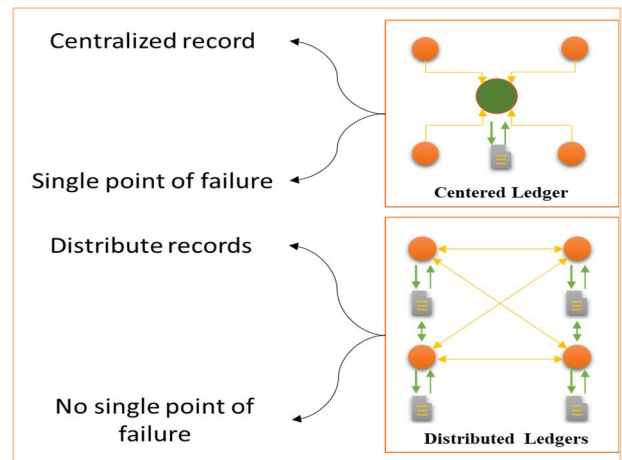 Centralized record
Single point of failure
Centered Ledger
Distribute records
No single point of
failure
Distributed Ledgers